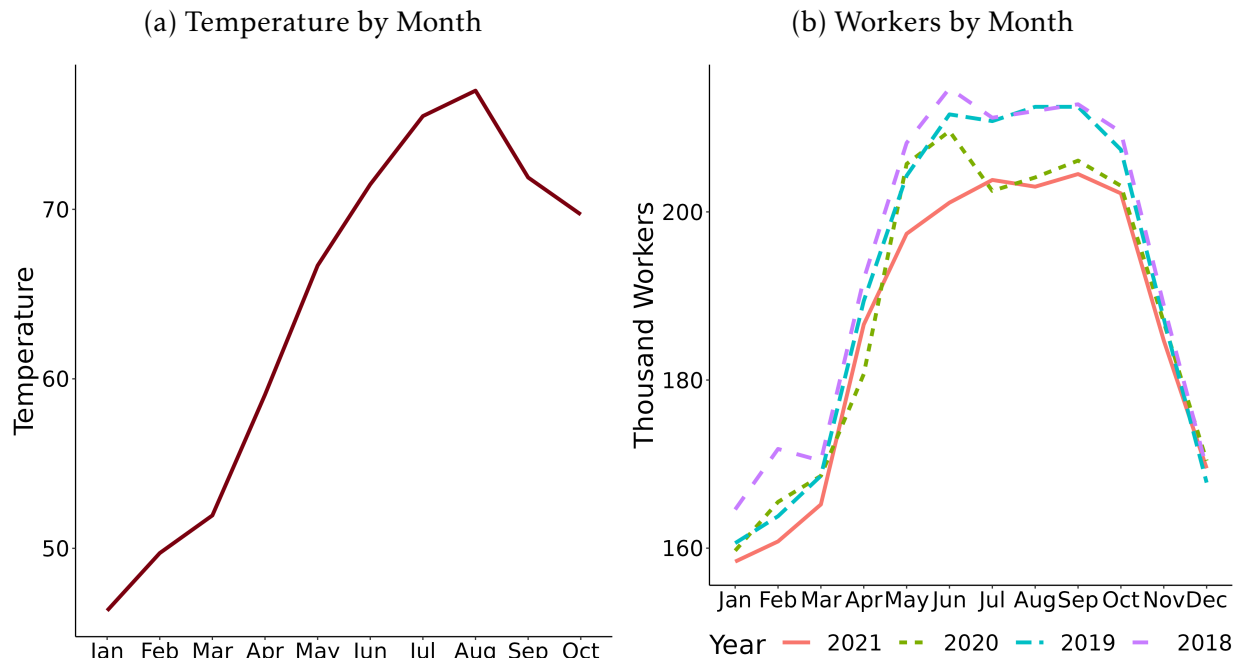 (a) Temperature by Month
Temperature
70
60
50
Jan Feb Mar Apr May Jun Jul Aug Sep Oct
(b) Workers by Month
Thousand Workers
200
180
160
Jan Feb Mar Apr May Jun Jul Aug Sep Oct Nov Dec
Year 2021 2020 2019 2018